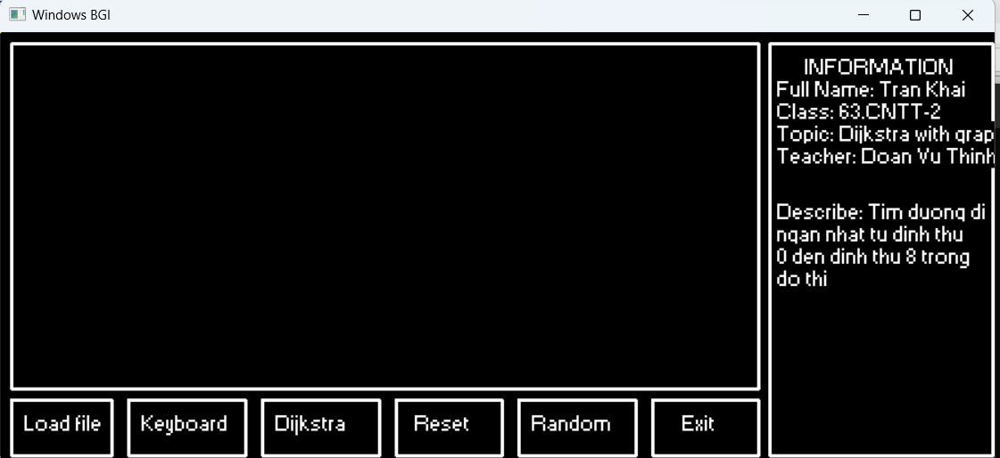 Windows BGI
INFORMATION
Full Name: Tran Khai
Class: 63.CNTT-2
Topic: Dijkstra with grap
Teacher: Doan Vu Thinh
Describe: Tim duong di
ngan nhat tu dinh thu
0 den dinh thu 8 trong
do thi
Load file
Keyboard
Dijkstra
Reset
Random
Exit